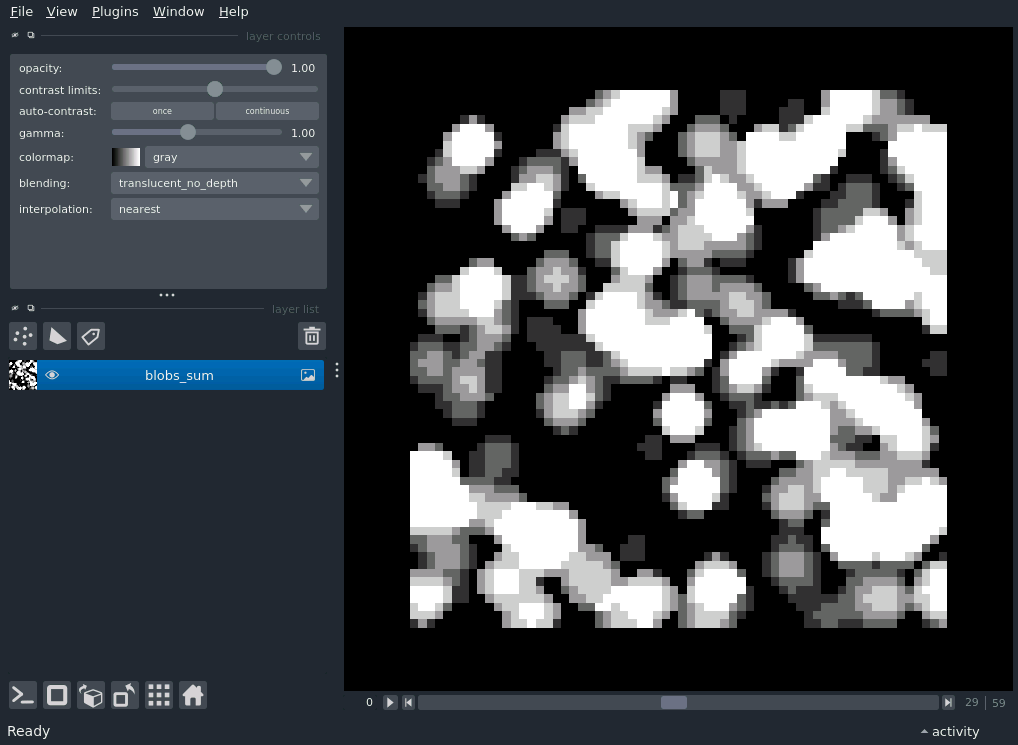 File View Plugins Window Help
layer controls
opacity: 1.00
contrast limits:
auto-contrast: once continuous
gamma: 1.00
colormap: gray
blending: translucent_no_depth
interpolation: nearest
layer list
blobs_sum
0 29 59
Ready activity